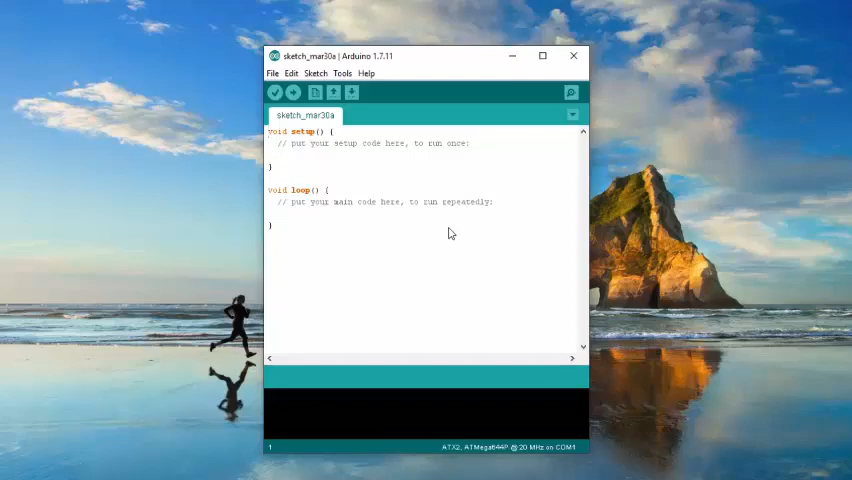 sketch_mar30a | Arduino 1.7.11
File Edit Sketch Tools Help
sketch_mar30a
void setup() {
// put your setup code here, to run once:
}
void loop() {
// put your main code here, to run repeatedly:
}
1 ATX2, ATMega644P @ 20 MHz on COM1